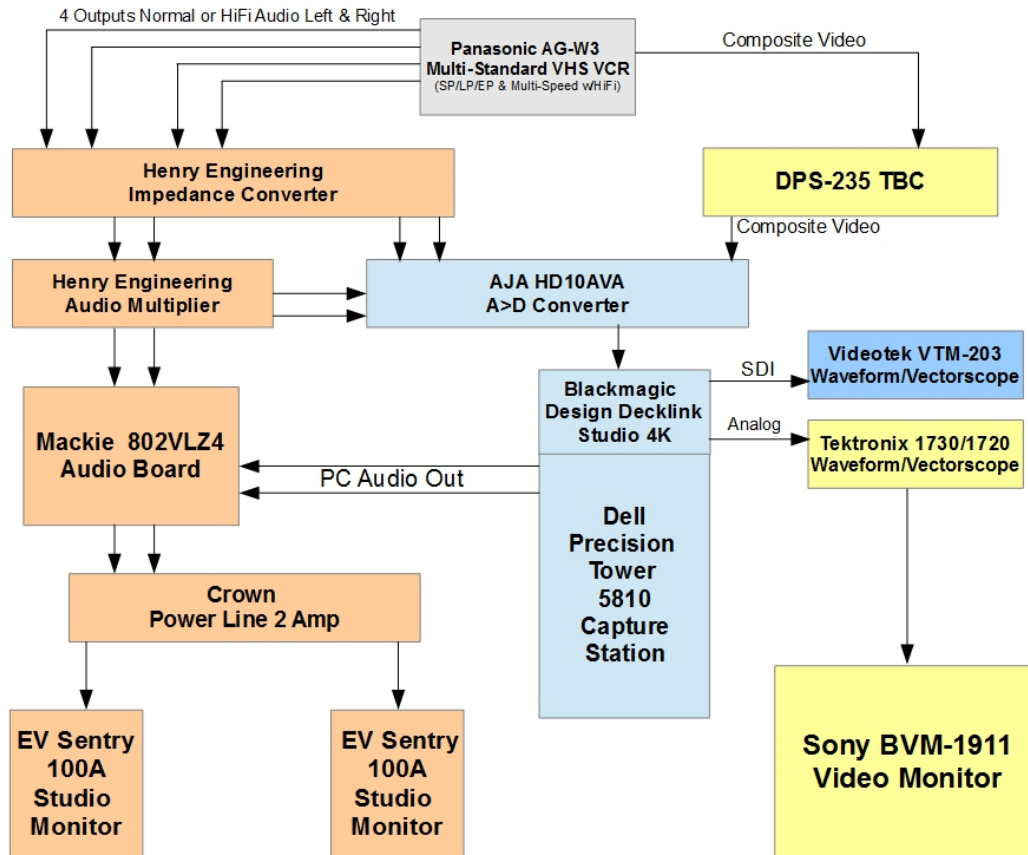 4 Outputs Normal or HiFi Audio Left & Right
Panasonic AG-W3
Multi-Standard VHS VCR
(SP/LP/EP & Multi-Speed w/HiFi)
Composite Video
Henry Engineering
Impedance Converter
DPS-235 TBC
Composite Video
Henry Engineering
Audio Multiplier
AJA HD10AVA
A>D Converter
Blackmagic
Design Decklink
Studio 4K
SDI
Videotek VTM-203
Waveform/Vectorscope
Analog
Tektronix 1730/1720
Waveform/Vectorscope
Mackie 802VLZ4
Audio Board
PC Audio Out
Dell
Precision
Tower
5810
Capture
Station
Crown
Power Line 2 Amp
EV Sentry
100A
Studio
Monitor
EV Sentry
100A
Studio
Monitor
Sony BVM-1911
Video Monitor